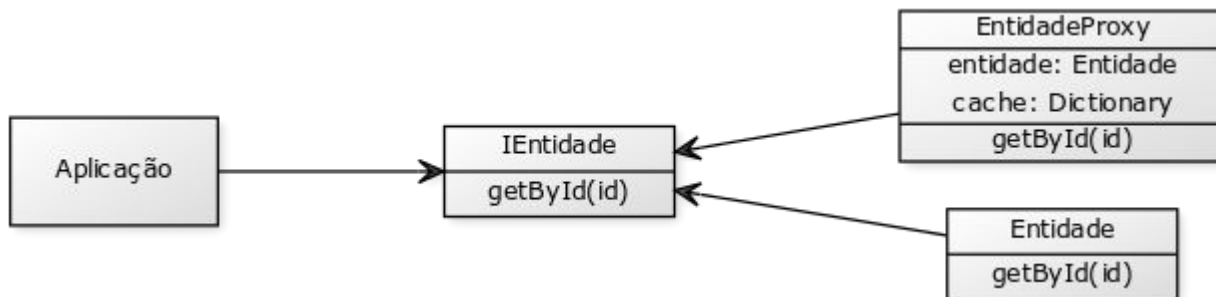 Aplicação
IEntidade
getById(id)
EntidadeProxy
entidade: Entidade
cache: Dictionary
getById(id)
Entidade
getById(id)